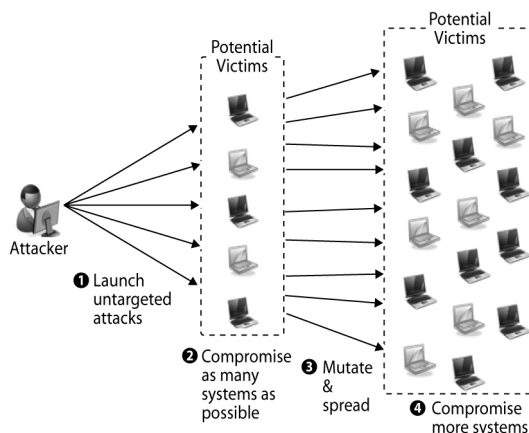 Potential
Victims
Potential
Victims
Attacker
❶ Launch
untargeted
attacks
❷ Compromise
as many
systems as
possible
❸ Mutate
&
spread
❹ Compromise
more systems